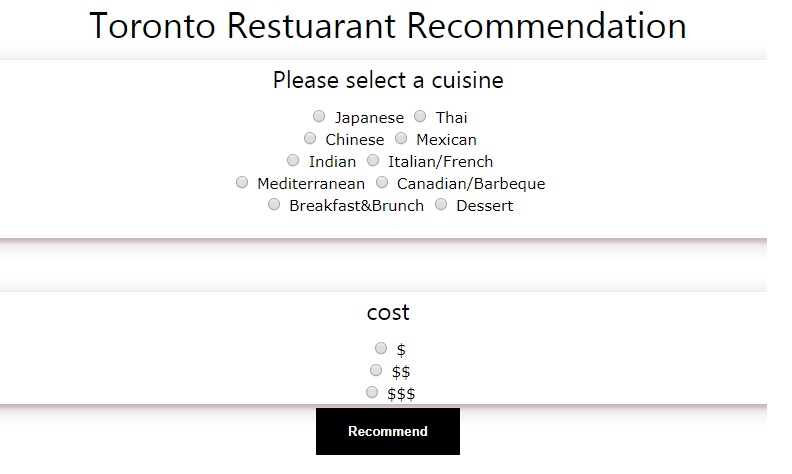 Toronto Restuarant Recommendation
Please select a cuisine
Japanese Thai
Chinese Mexican
Indian Italian/French
Mediterranean Canadian/Barbeque
Breakfast&Brunch Dessert
cost
$
$$
$$$
Recommend